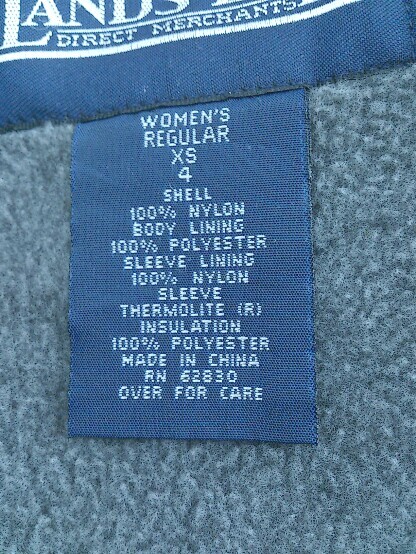 LANDS'
DIRECT MERCHANTS
WOMEN'S
REGULAR
XS
4
SHELL
100% NYLON
BODY LINING
100% POLYESTER
SLEEVE LINING
100% NYLON
SLEEVE
THERMOLITE (R)
INSULATION
100% POLYESTER
MADE IN CHINA
RN 62830
OVER FOR CARE